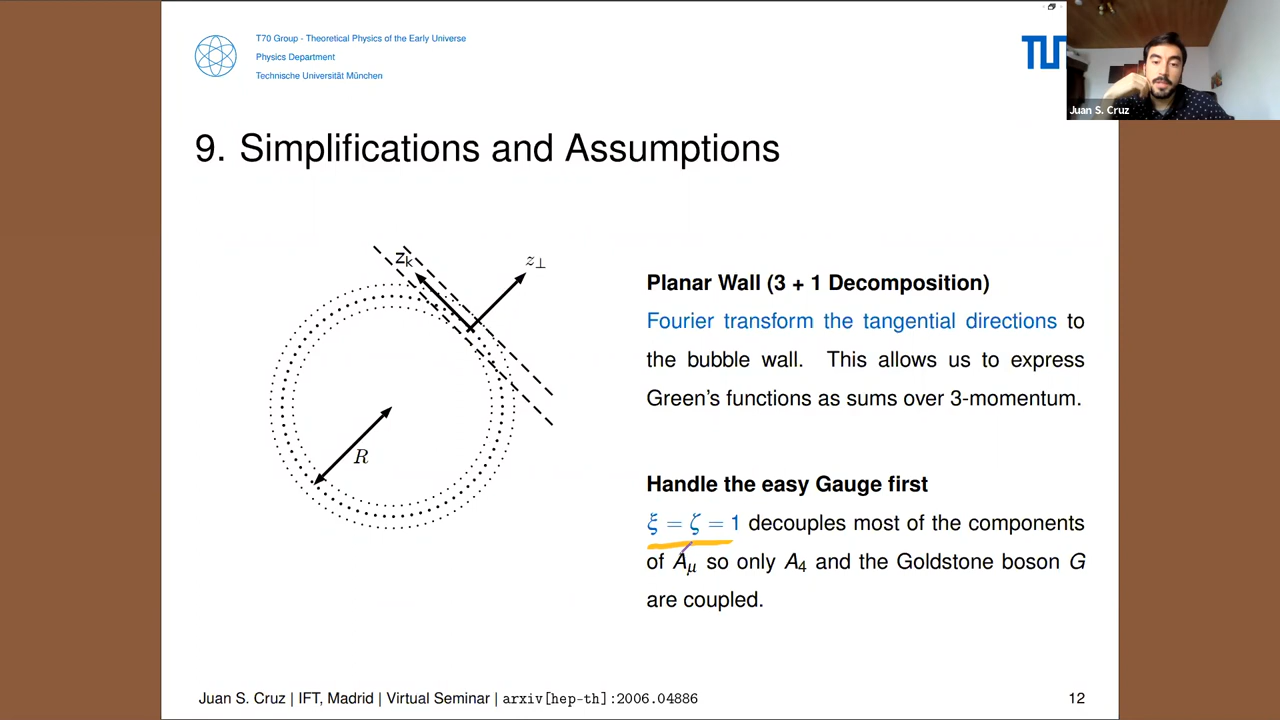 T70 Group - Theoretical Physics of the Early Universe
Physics Department
Technische Universität München
Juan S. Cruz
9. Simplifications and Assumptions
z_k
z_⊥
R
Planar Wall (3 + 1 Decomposition)
Fourier transform the tangential directions to
the bubble wall. This allows us to express
Green's functions as sums over 3-momentum.
Handle the easy Gauge first
ξ = ζ = 1 decouples most of the components
of A_μ so only A_4 and the Goldstone boson G
are coupled.
Juan S. Cruz | IFT, Madrid | Virtual Seminar | arxiv[hep-th]:2006.04886
12